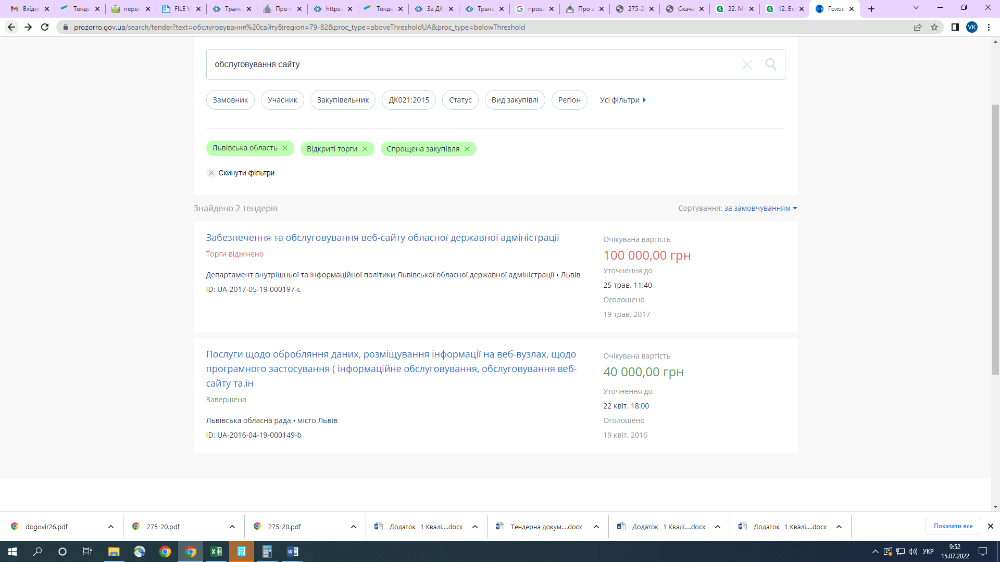 Вхідні
Тенде
перег
FILE V
Транс
Про п
https:/
Тенде
За ДК
Транс
прова
Про з
275-2
Скача
22. М
12. Ет
Голов
prozorro.gov.ua/search/tender?text=обслуговування%20сайту&region=79-82&proc_type=aboveThresholdUA&proc_type=belowThreshold
VK
обслуговування сайту
Замовник
Учасник
Закупівельник
ДК021:2015
Статус
Вид закупівлі
Регіон
Усі фільтри
Львівська область
Відкриті торги
Спрощена закупівля
Скинути фільтри
Знайдено 2 тендерів
Сортування: за замовчуванням
Забезпечення та обслуговування веб-сайту обласної державної адміністрації
Торги відмінено
Департамент внутрішньої та інформаційної політики Львівської обласної державної адміністрації • Львів
ID: UA-2017-05-19-000197-c
Очікувана вартість
100 000,00 грн
Уточнення до
25 трав. 11:40
Оголошено
19 трав. 2017
Послуги щодо обробляння даних, розміщування інформації на веб-вузлах, щодо
програмного застосування ( інформаційне обслуговування, обслуговування веб-
сайту та.ін
Завершена
Львівська обласна рада • місто Львів
ID: UA-2016-04-19-000149-b
Очікувана вартість
40 000,00 грн
Уточнення до
22 квіт. 18:00
Оголошено
19 квіт. 2016
dogovir26.pdf
275-20.pdf
275-20.pdf
Додаток _1 Квалі....docx
Тендерна докум....docx
Додаток _1 Квалі....docx
Додаток _1 Квалі....docx
Показати все
УКР
9:52
15.07.2022